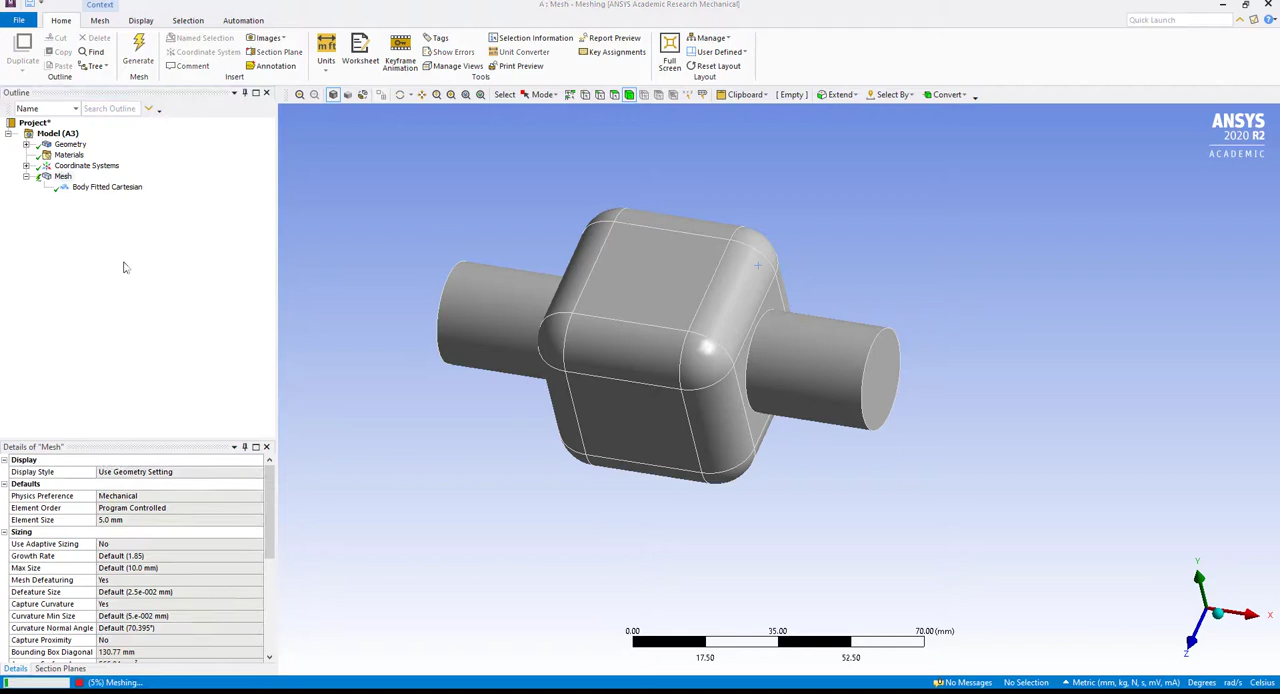 Context
A : Mesh - Meshing [ANSYS Academic Research Mechanical]
File Home Mesh Display Selection Automation
Quick Launch
Duplicate Cut Delete Copy Find Paste Tree Outline
Generate Mesh
Named Selection Images Coordinate System Section Plane Comment Annotation Insert
Units Worksheet Keyframe Animation Tags Show Errors Manage Views Selection Information Unit Converter Print Preview Report Preview Key Assignments Tools
Full Screen Manage User Defined Reset Layout Layout
Outline
Select Mode Clipboard [ Empty ] Extend Select By Convert
Name Search Outline
Project*
Model (A3)
Geometry
Materials
Coordinate Systems
Mesh
Body Fitted Cartesian
ANSYS
2020 R2
ACADEMIC
Details of "Mesh"
Display
Display Style Use Geometry Setting
Defaults
Physics Preference Mechanical
Element Order Program Controlled
Element Size 5.0 mm
Sizing
Use Adaptive Sizing No
Growth Rate Default (1.85)
Max Size Default (10.0 mm)
Mesh Defeaturing Yes
Defeature Size Default (2.5e-002 mm)
Capture Curvature Yes
Curvature Min Size Default (5.e-002 mm)
Curvature Normal Angle Default (70.395°)
Capture Proximity No
Bounding Box Diagonal 130.77 mm
Y
X
Z
0.00 35.00 70.00 (mm)
17.50 52.50
Details Section Planes
(5%) Meshing... No Messages No Selection Metric (mm, kg, N, s, mV, mA) Degrees rad/s Celsius